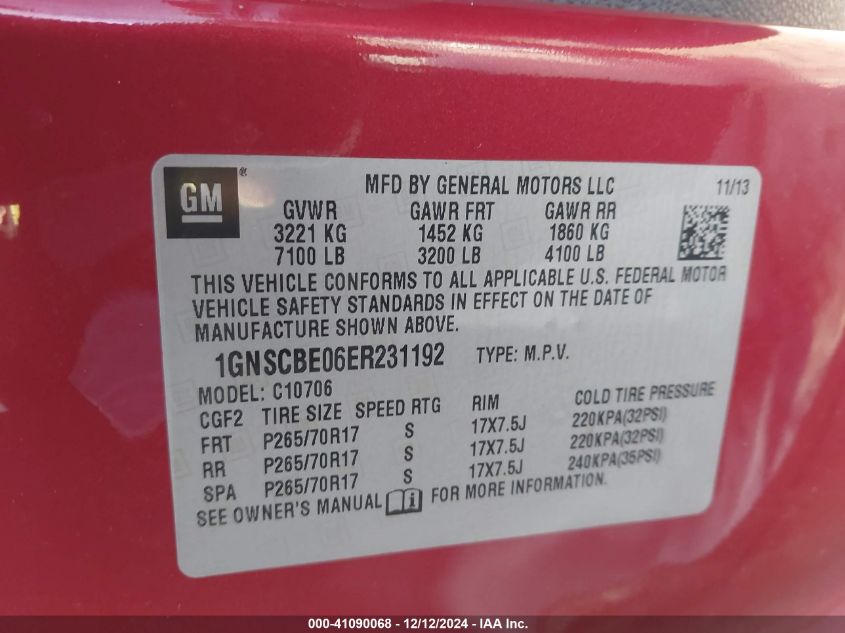 GM®
MFD BY GENERAL MOTORS LLC 11/13
GVWR GAWR FRT GAWR RR
3221 KG 1452 KG 1860 KG
7100 LB 3200 LB 4100 LB
THIS VEHICLE CONFORMS TO ALL APPLICABLE U.S. FEDERAL MOTOR
VEHICLE SAFETY STANDARDS IN EFFECT ON THE DATE OF
MANUFACTURE SHOWN ABOVE.
1GNSCBE06ER231192 TYPE: M.P.V.
MODEL: C10706
CGF2 TIRE SIZE SPEED RTG RIM COLD TIRE PRESSURE
FRT P265/70R17 S 17X7.5J 220KPA(32PSI)
RR P265/70R17 S 17X7.5J 220KPA(32PSI)
SPA P265/70R17 S 17X7.5J 240KPA(35PSI)
SEE OWNER'S MANUAL i FOR MORE INFORMATION.
000-41090068 - 12/12/2024 - IAA, Inc.